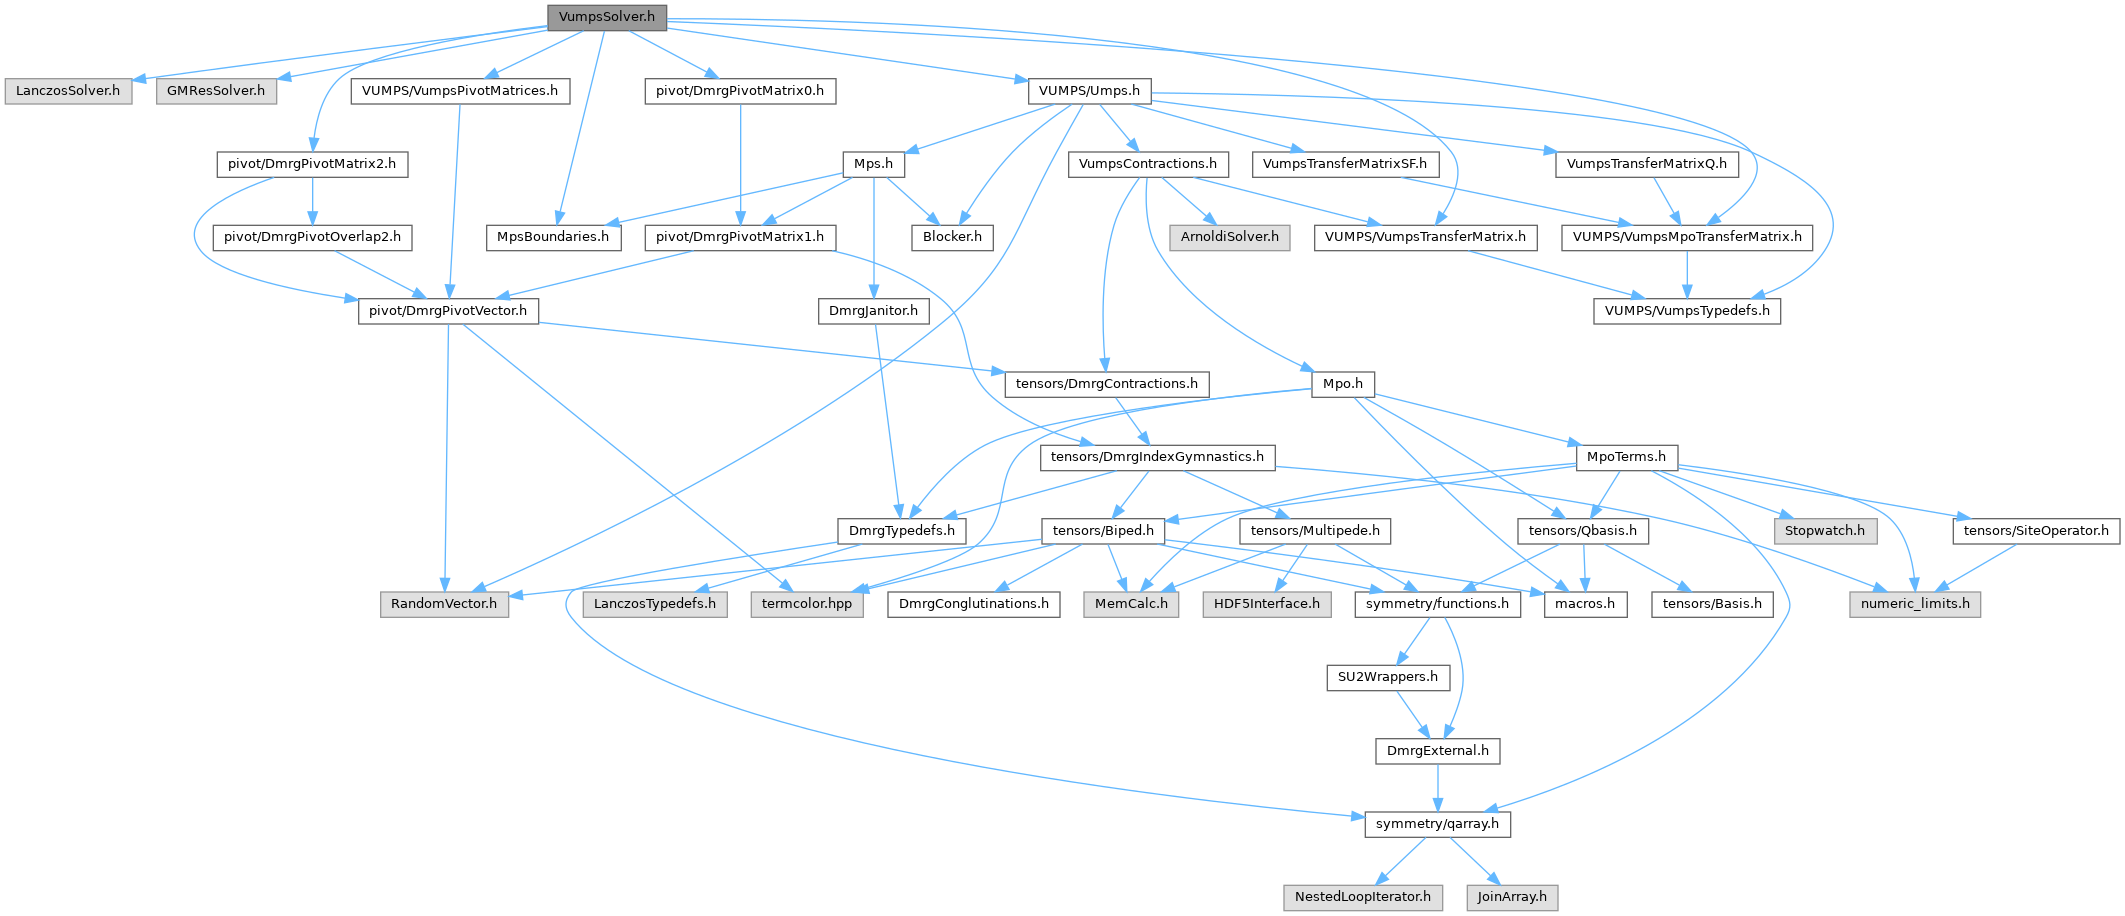 VumpsSolver.h
LanczosSolver.h
GMResSolver.h
VUMPS/VumpsPivotMatrices.h
pivot/DmrgPivotMatrix0.h
VUMPS/Umps.h
pivot/DmrgPivotMatrix2.h
Mps.h
VumpsContractions.h
VumpsTransferMatrixSF.h
VumpsTransferMatrixQ.h
pivot/DmrgPivotOverlap2.h
MpsBoundaries.h
pivot/DmrgPivotMatrix1.h
Blocker.h
ArnoldiSolver.h
VUMPS/VumpsTransferMatrix.h
VUMPS/VumpsMpoTransferMatrix.h
pivot/DmrgPivotVector.h
DmrgJanitor.h
VUMPS/VumpsTypedefs.h
tensors/DmrgContractions.h
Mpo.h
tensors/DmrgIndexGymnastics.h
MpoTerms.h
DmrgTypedefs.h
tensors/Biped.h
tensors/Multipede.h
tensors/Qbasis.h
Stopwatch.h
tensors/SiteOperator.h
RandomVector.h
LanczosTypedefs.h
termcolor.hpp
DmrgConglutinations.h
MemCalc.h
HDF5Interface.h
symmetry/functions.h
macros.h
tensors/Basis.h
numeric_limits.h
SU2Wrappers.h
DmrgExternal.h
symmetry/qarray.h
NestedLoopIterator.h
JoinArray.h